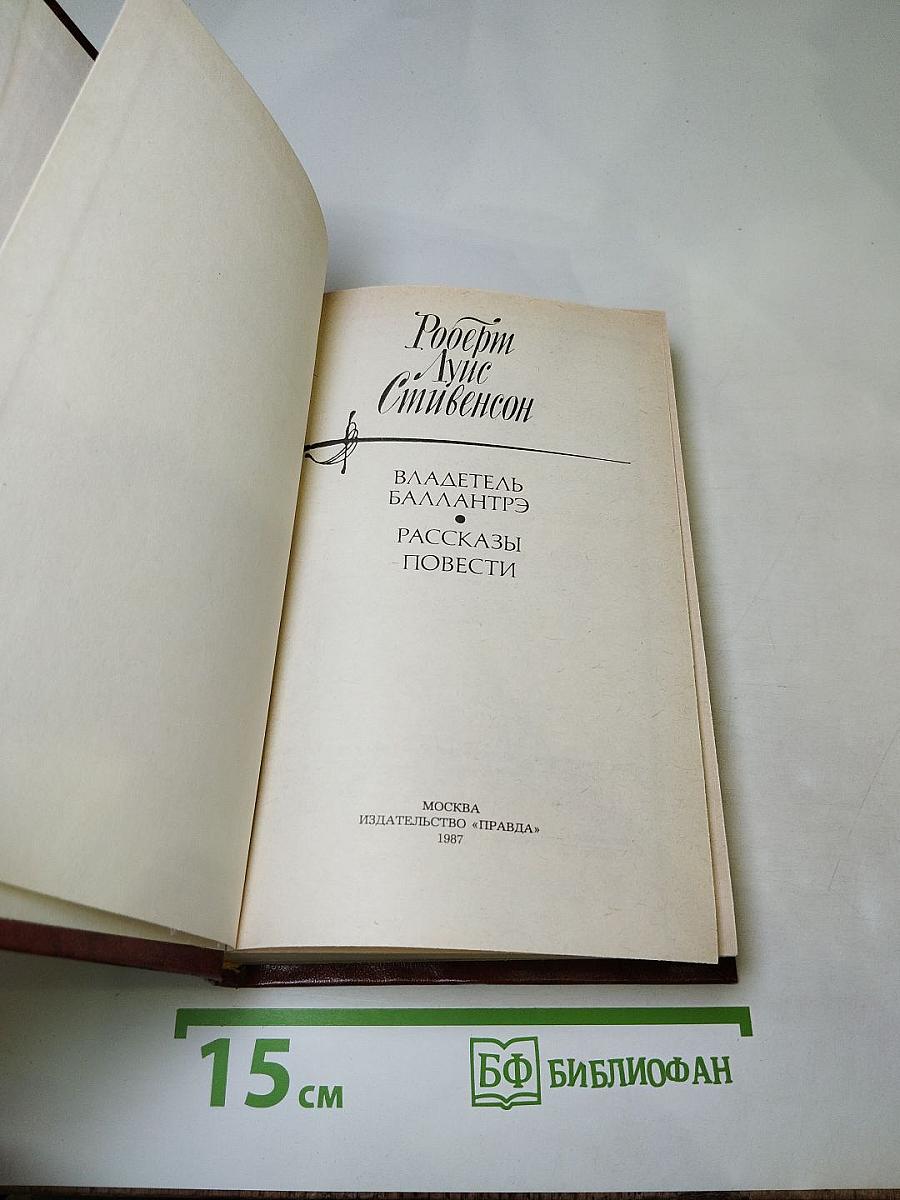 Роберт
Луис
Стивенсон
ВЛАДЕТЕЛЬ
БАЛЛАНТРЭ
•
РАССКАЗЫ
ПОВЕСТИ
МОСКВА
ИЗДАТЕЛЬСТВО «ПРАВДА»
1987
15 см
БФ БИБЛИОФАН